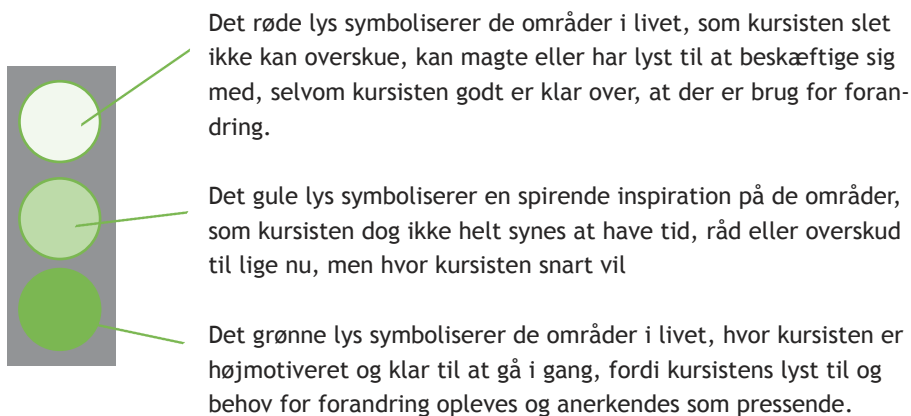 Det røde lys symboliserer de områder i livet, som kursisten slet
ikke kan overskue, kan magte eller har lyst til at beskæftige sig
med, selvom kursisten godt er klar over, at der er brug for foran-
dring.
Det gule lys symboliserer en spirende inspiration på de områder,
som kursisten dog ikke helt synes at have tid, råd eller overskud
til lige nu, men hvor kursisten snart vil
Det grønne lys symboliserer de områder i livet, hvor kursisten er
højmotiveret og klar til at gå i gang, fordi kursistens lyst til og
behov for forandring opleves og anerkendes som pressende.